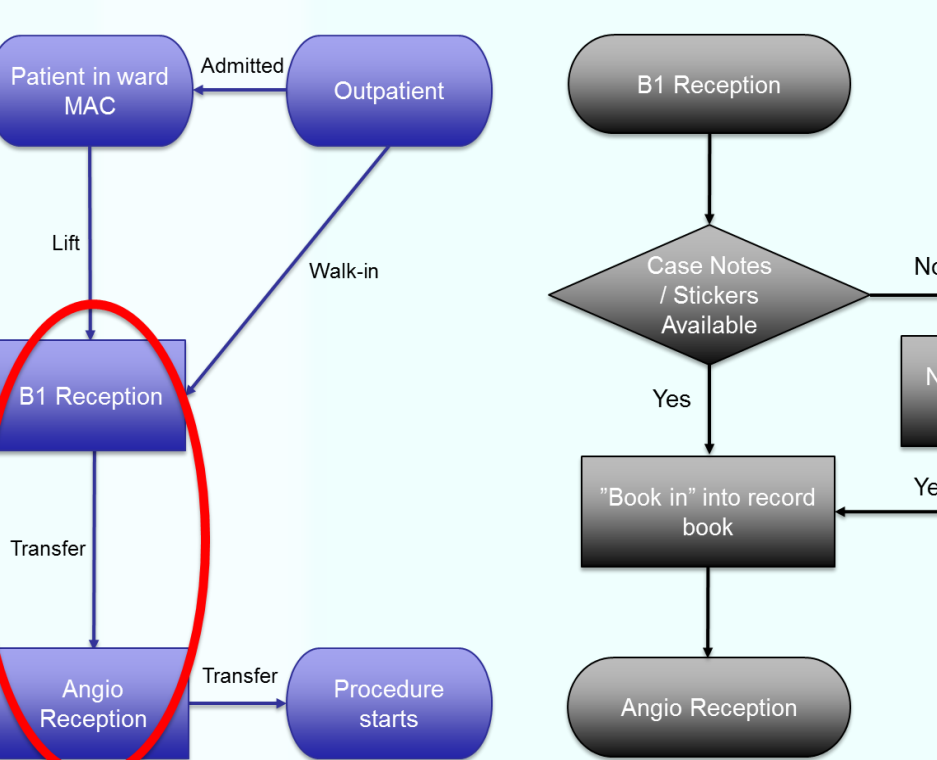 Patient in ward
MAC
Admitted
Outpatient
Lift
Walk-in
B1 Reception
Transfer
Angio
Reception
Transfer
Procedure
starts
B1 Reception
Case Notes
/ Stickers
Available
Yes
”Book in” into record
book
Angio Reception